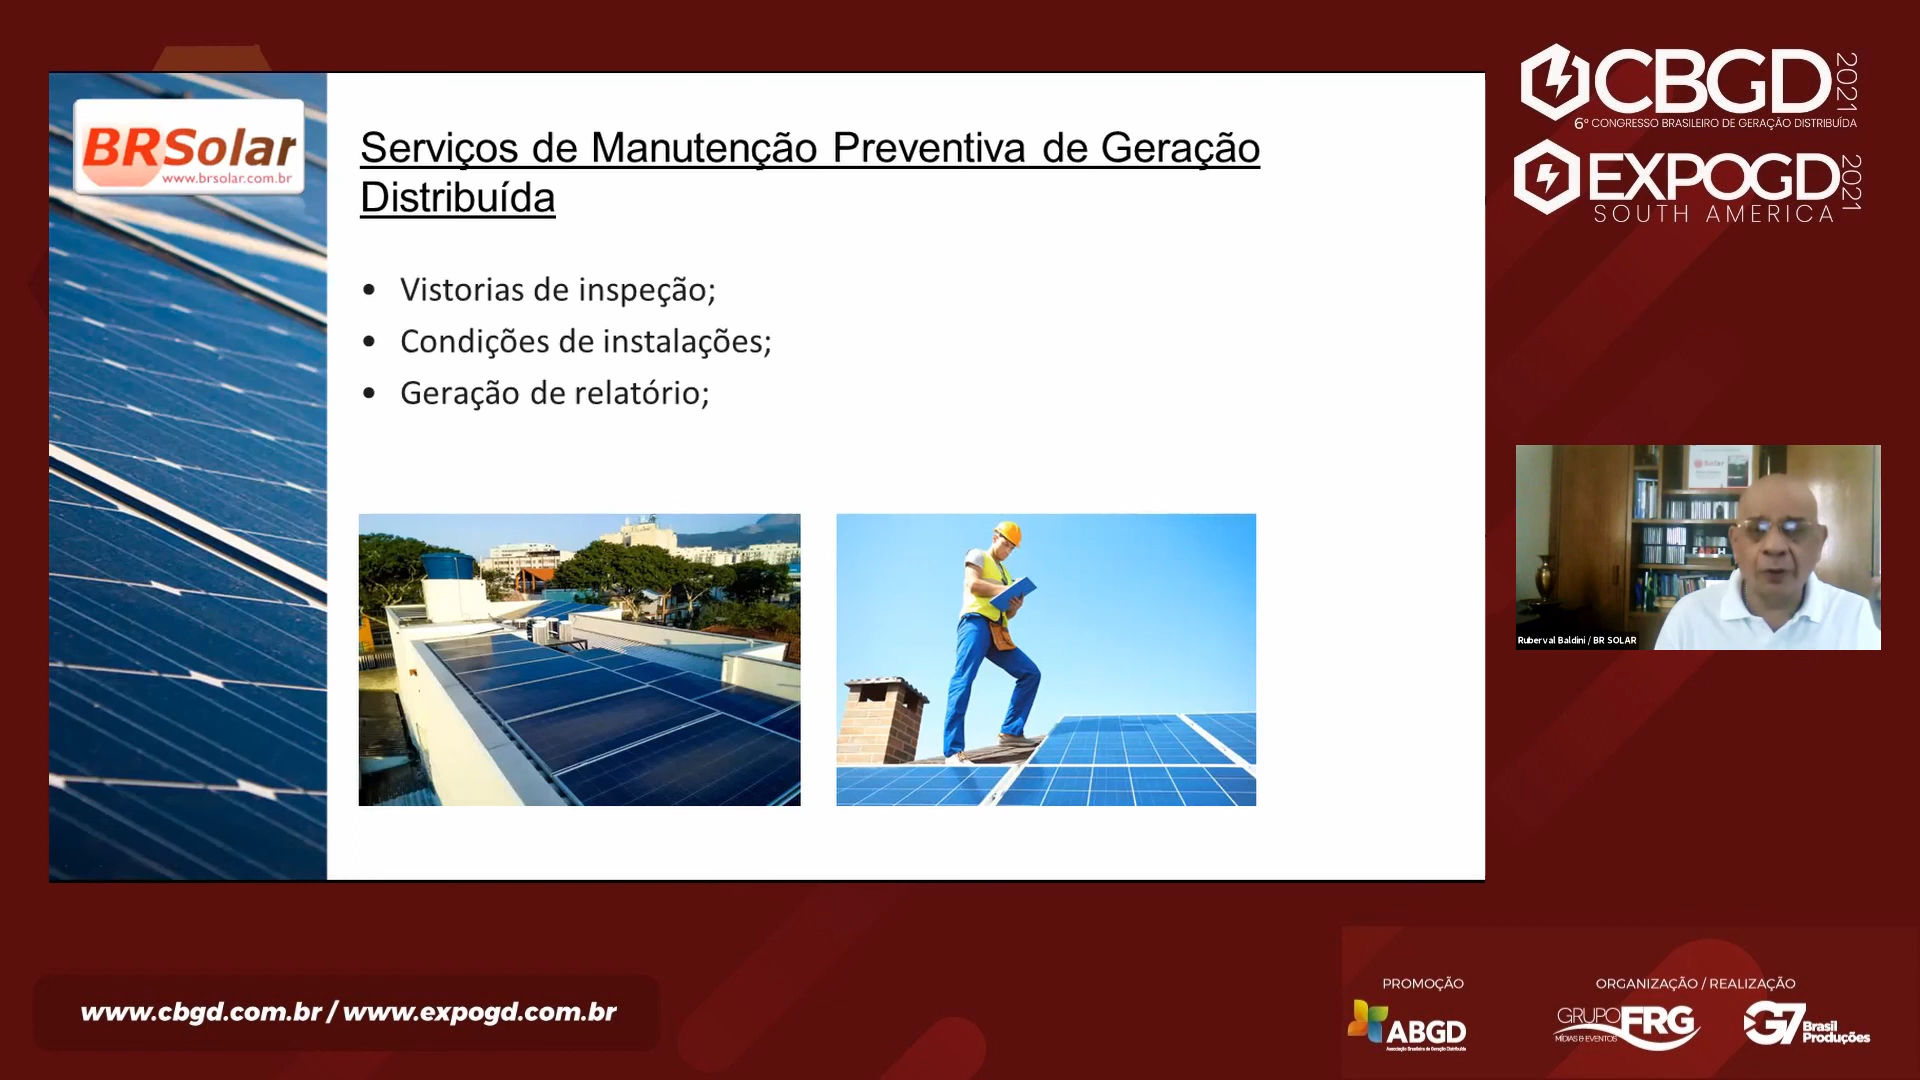 BRSolar
www.brsolar.com.br
Serviços de Manutenção Preventiva de Geração
Distribuída
• Vistorias de inspeção;
• Condições de instalações;
• Geração de relatório;
CBGD 2021
6º CONGRESSO BRASILEIRO DE GERAÇÃO DISTRIBUÍDA
EXPOGD 2021
SOUTH AMERICA
Solar
Ruberval Baldini / BR SOLAR
www.cbgd.com.br / www.expogd.com.br
PROMOÇÃO
ABGD
Associação Brasileira de Geração Distribuída
ORGANIZAÇÃO / REALIZAÇÃO
GRUPO FRG
MÍDIAS & EVENTOS
G7 Brasil
Produções